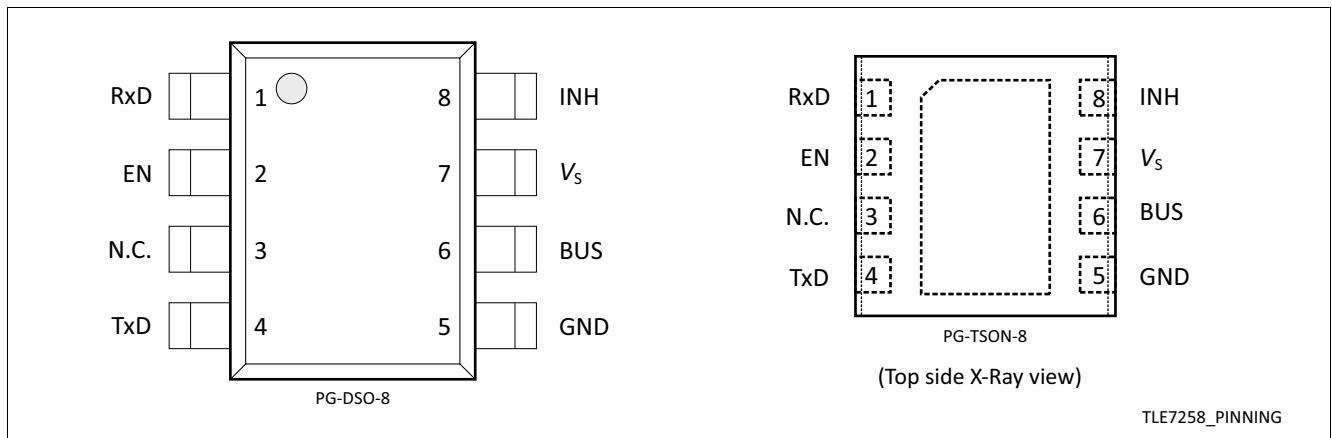 RxD 1 8 INH
EN 2 7 VS
N.C. 3 6 BUS
TxD 4 5 GND
PG-DSO-8
RxD 1 8 INH
EN 2 7 VS
N.C. 3 6 BUS
TxD 4 5 GND
PG-TSON-8
(Top side X-Ray view)
TLE7258_PINNING